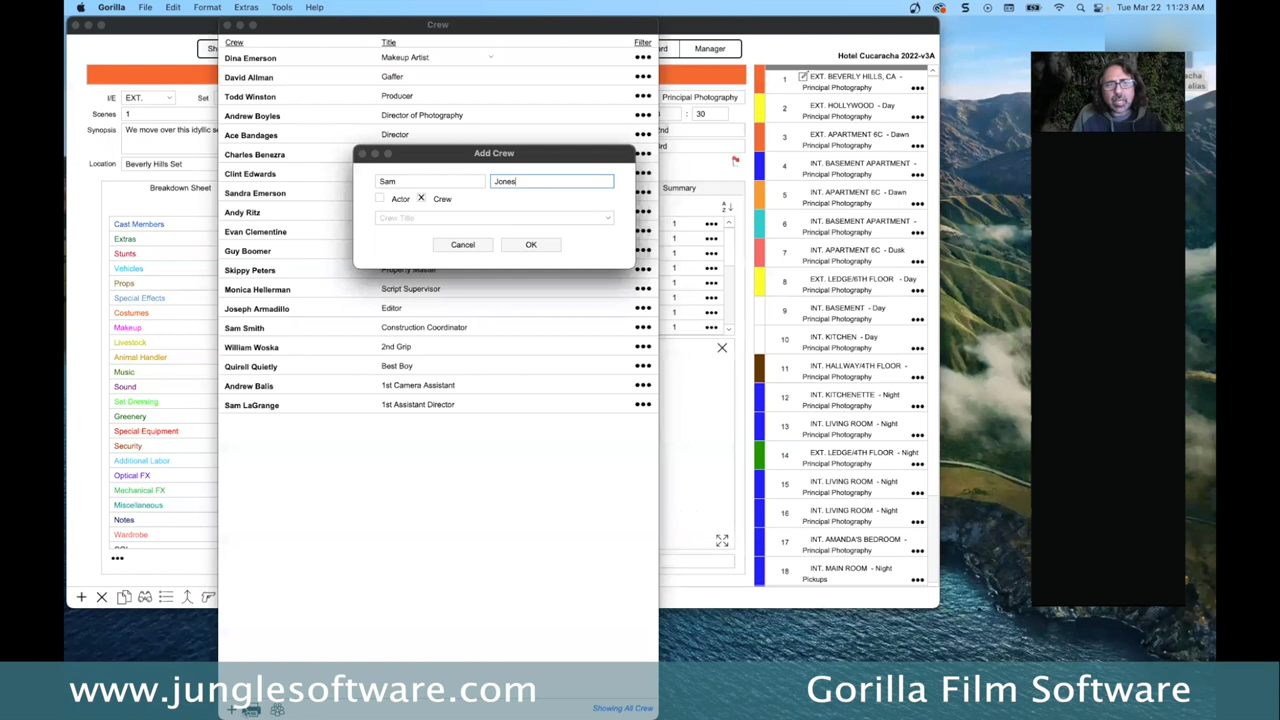 Gorilla File Edit Format Extras Tools Help Tue Mar 22 11:23 AM
Crew
Manager
Hotel Cucaracha 2022-v3A
I/E EXT. Set
Scenes 1
Synopsis We move over this idyllic s
Location Beverly Hills Set
Breakdown Sheet
Cast Members
Extras
Stunts
Vehicles
Props
Special Effects
Costumes
Makeup
Livestock
Animal Handler
Music
Sound
Set Dressing
Greenery
Special Equipment
Security
Additional Labor
Optical FX
Mechanical FX
Miscellaneous
Notes
Wardrobe
Crew Title Filter
Dina Emerson Makeup Artist
David Allman Gaffer
Todd Winston Producer
Andrew Boyles Director of Photography
Ace Bandages Director
Charles Benezra
Clint Edwards
Sandra Emerson
Andy Ritz
Evan Clementine
Guy Boomer
Skippy Peters Property Master
Monica Hellerman Script Supervisor
Joseph Armadillo Editor
Sam Smith Construction Coordinator
William Woska 2nd Grip
Quirell Quietly Best Boy
Andrew Balis 1st Camera Assistant
Sam LaGrange 1st Assistant Director
Add Crew
Sam Jones
Actor Crew
Crew Title
Cancel OK
Showing All Crew
Principal Photography
: 30
Summary
1
1
1
1
1
1
1
1
1 EXT. BEVERLY HILLS, CA -
Principal Photography
2 EXT. HOLLYWOOD - Day
Principal Photography
3 EXT. APARTMENT 6C - Dawn
Principal Photography
4 INT. BASEMENT APARTMENT -
Principal Photography
5 INT. APARTMENT 6C - Dawn
Principal Photography
6 INT. BASEMENT APARTMENT -
Principal Photography
7 INT. APARTMENT 6C - Dusk
Principal Photography
8 EXT. LEDGE/6TH FLOOR - Day
Principal Photography
9 INT. BASEMENT - Day
Principal Photography
10 INT. KITCHEN - Day
Principal Photography
11 INT. HALLWAY/4TH FLOOR -
Principal Photography
12 INT. KITCHENETTE - Night
Principal Photography
13 INT. LIVING ROOM - Night
Principal Photography
14 EXT. LEDGE/4TH FLOOR - Night
Principal Photography
15 INT. LIVING ROOM - Night
Principal Photography
16 INT. LIVING ROOM - Night
Principal Photography
17 INT. AMANDA'S BEDROOM -
Principal Photography
18 INT. MAIN ROOM - Night
Pickups
acha
alias
www.junglesoftware.com Gorilla Film Software